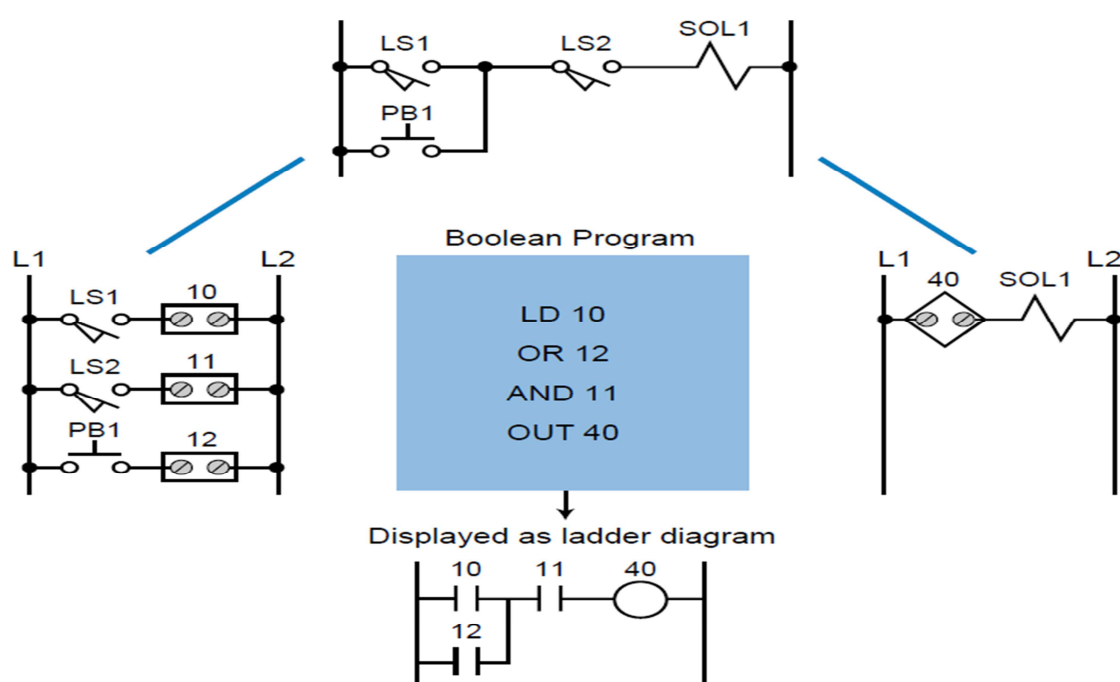 LS1 LS2 SOL1
PB1
L1 L2
LS1 10
LS2 11
PB1 12
Boolean Program
LD 10
OR 12
AND 11
OUT 40
L1 40 SOL1 L2
Displayed as ladder diagram
10 11 40
12